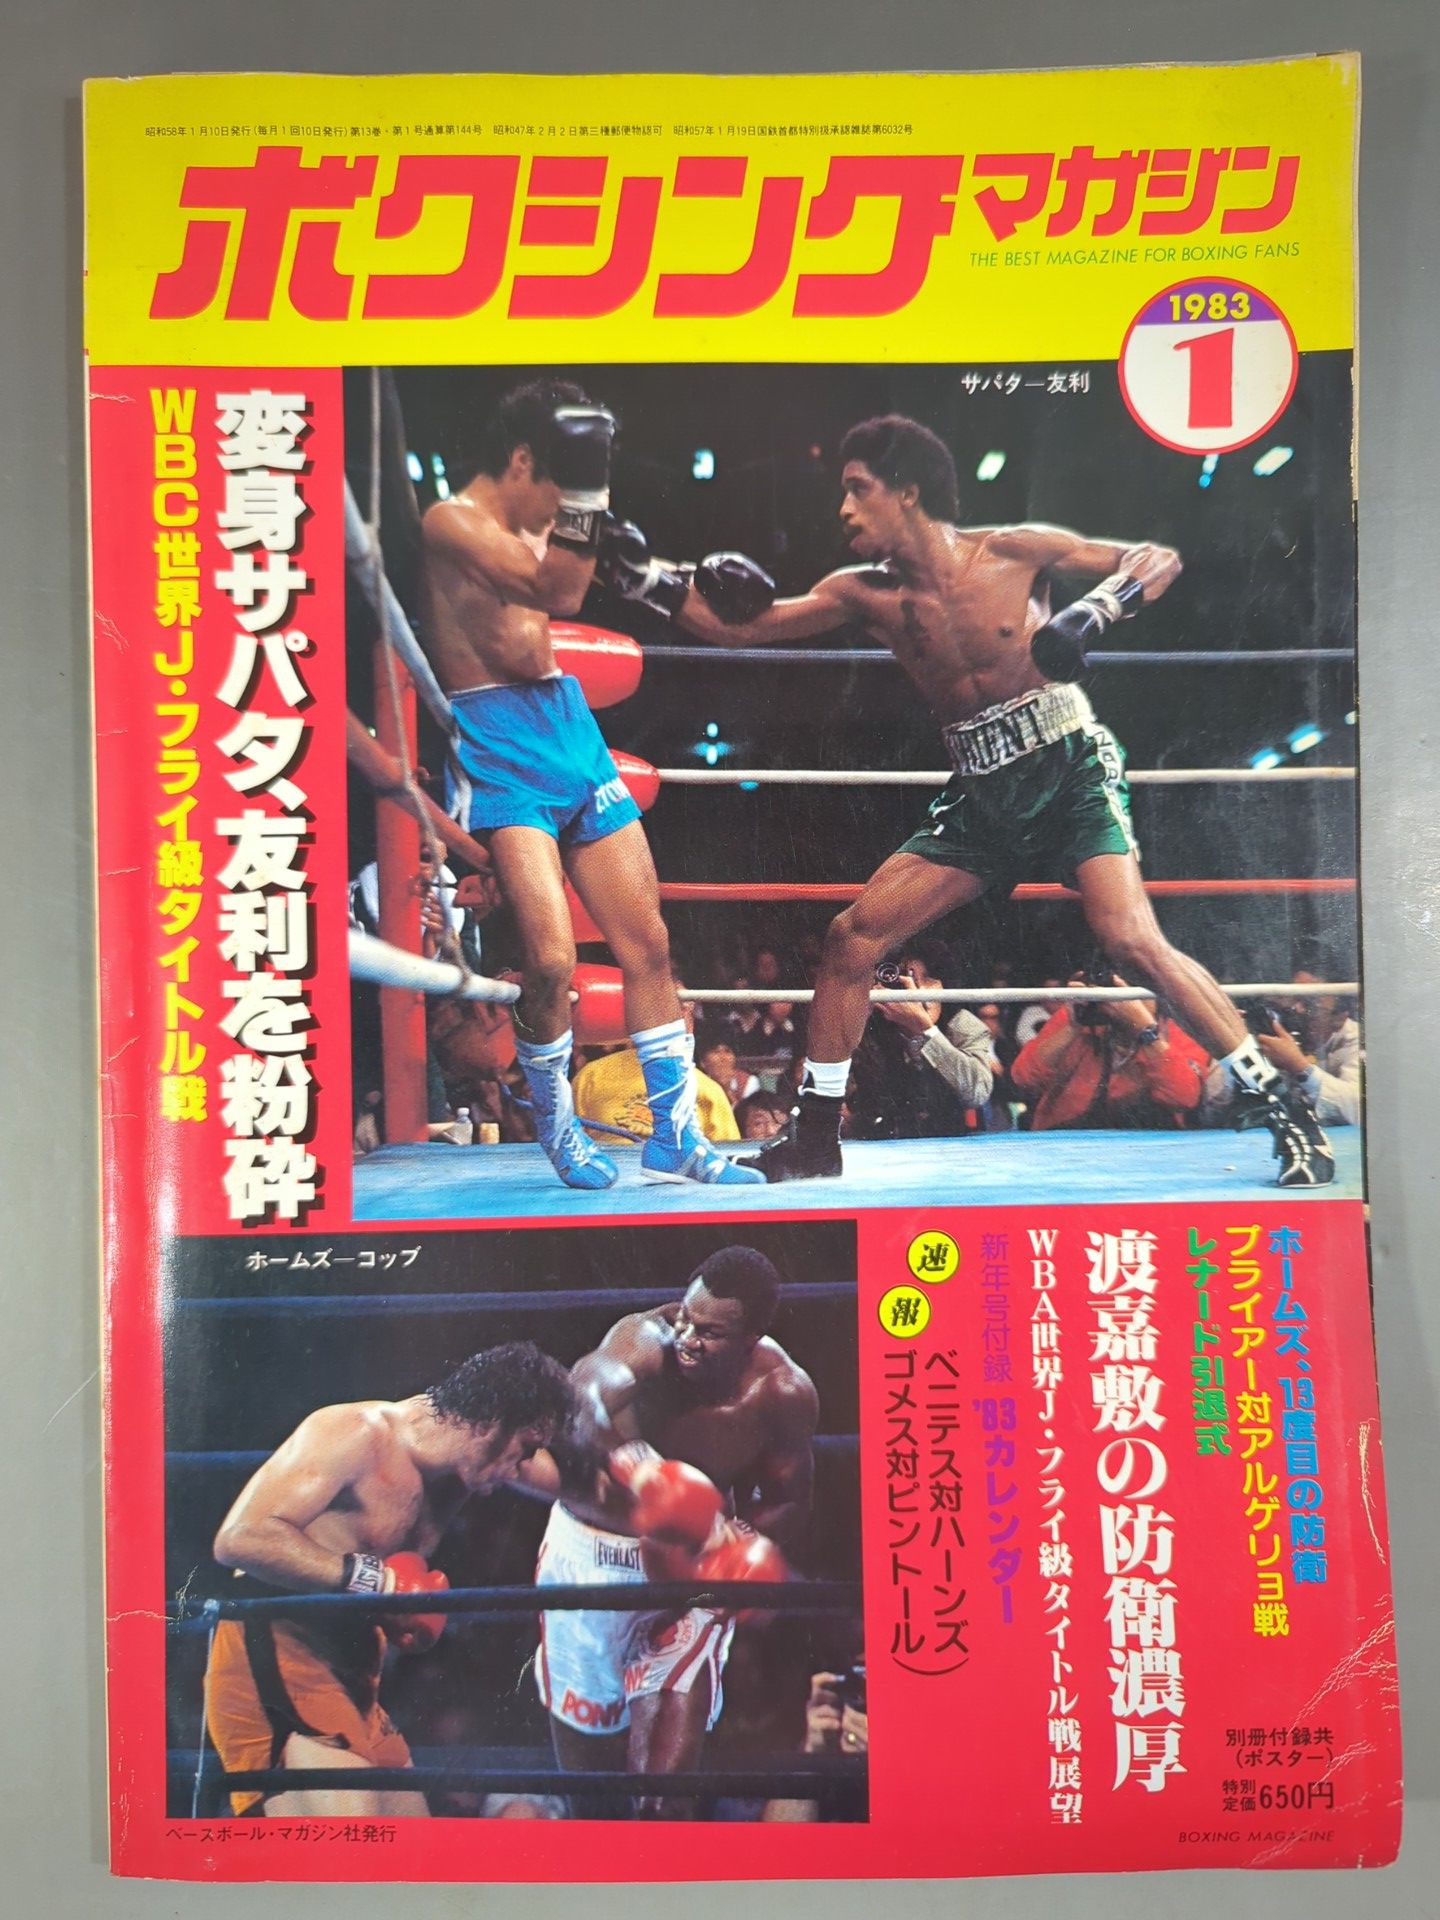 昭和58年1月10日発行(毎月1回10日発行)第13巻・第1号通算第144号 昭和47年2月2日第三種郵便物認可 昭和57年1月19日国鉄首都特別扱承認雑誌第6032号
ボクシングマガジン
THE BEST MAGAZINE FOR BOXING FANS
1983
1
サパタ―友利
変身サパタ、友利を粉砕
WBC世界J・フライ級タイトル戦
ホームズ―コッブ
ホームズ、13度目の防衛
プライアー対アルゲリョ戦
レナード引退式
渡嘉敷の防衛濃厚
WBA世界J・フライ級タイトル戦展望
新年号付録 '83カレンダー
速報
ベニテス対ハーンズ
ゴメス対ピントール
EVERLAST
PONY
別冊付録共
(ポスター)
特別定価650円
ベースボール・マガジン社発行
BOXING MAGAZINE